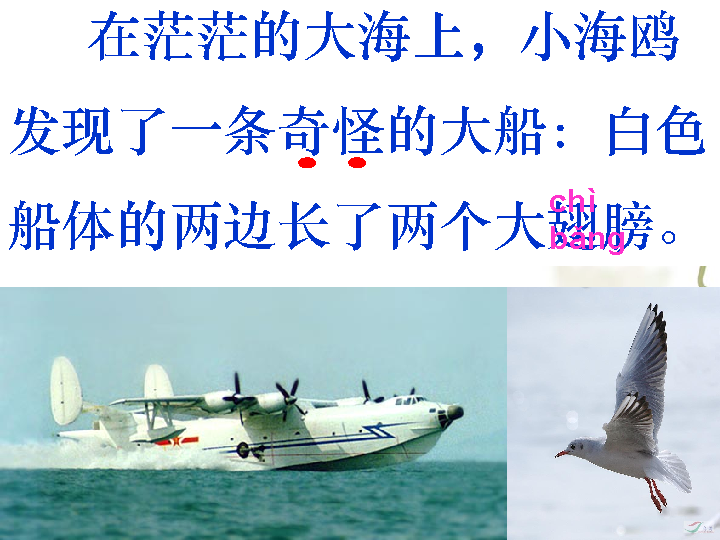 在茫茫的大海上，小海鸥
发现了一条奇怪的大船：白色
chì
船体的两边长了两个大翅膀。
bǎng